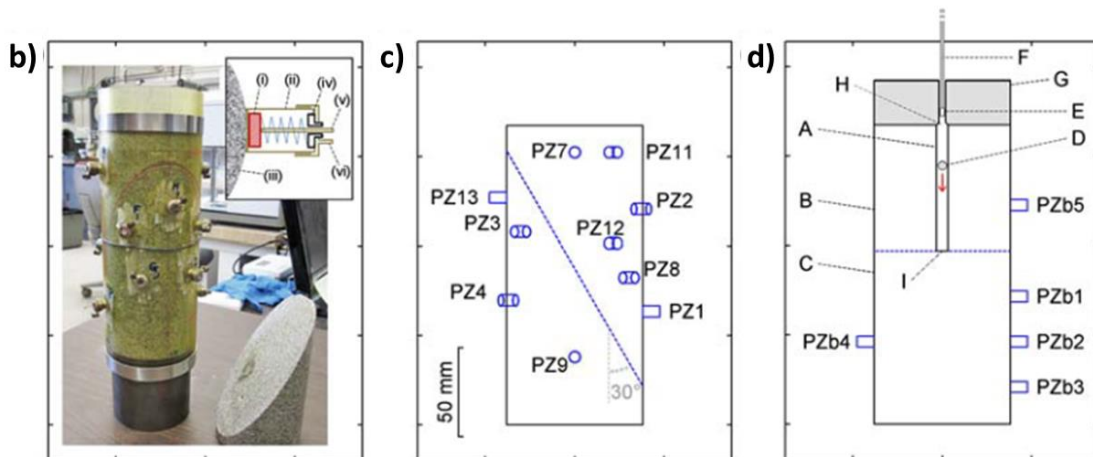 b)
(i)
(ii)
(iv)
(v)
(iii)
(vi)
c)
PZ7
PZ11
PZ13
PZ2
PZ3
PZ12
PZ8
PZ4
PZ1
PZ9
30°
50 mm
d)
F
G
H
E
A
D
B
PZb5
C
I
PZb1
PZb4
PZb2
PZb3